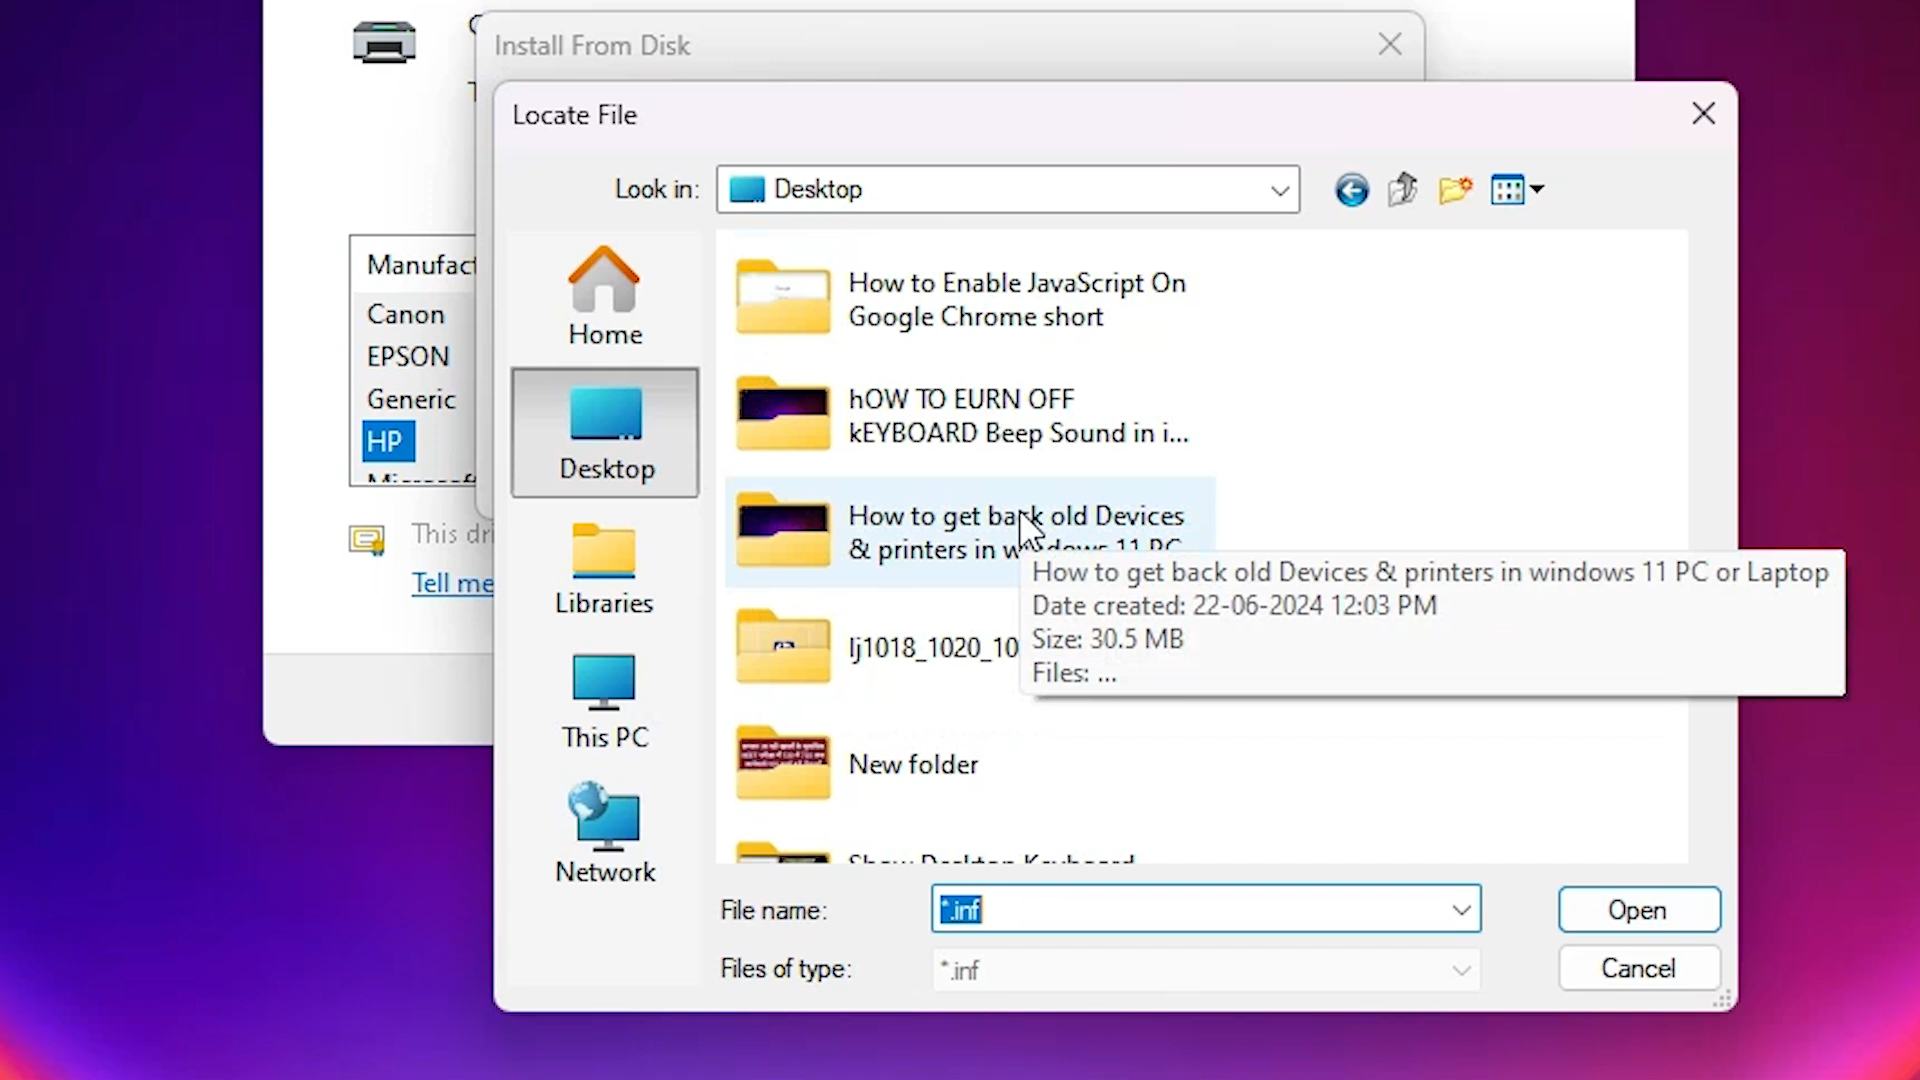 Install From Disk
Locate File
Look in:
Desktop
Manufact
Canon
EPSON
Generic
HP
Microsoft
This dri
Tell me
Home
Desktop
Libraries
This PC
Network
How to Enable JavaScript On
Google Chrome short
hOW TO EURN OFF
kEYBOARD Beep Sound in i...
How to get back old Devices
& printers in windows 11 PC
How to get back old Devices & printers in windows 11 PC or Laptop
Date created: 22-06-2024 12:03 PM
Size: 30.5 MB
Files: ...
lj1018_1020_10
New folder
Show Desktop Keyboard
File name:
*.inf
Open
Files of type:
*.inf
Cancel